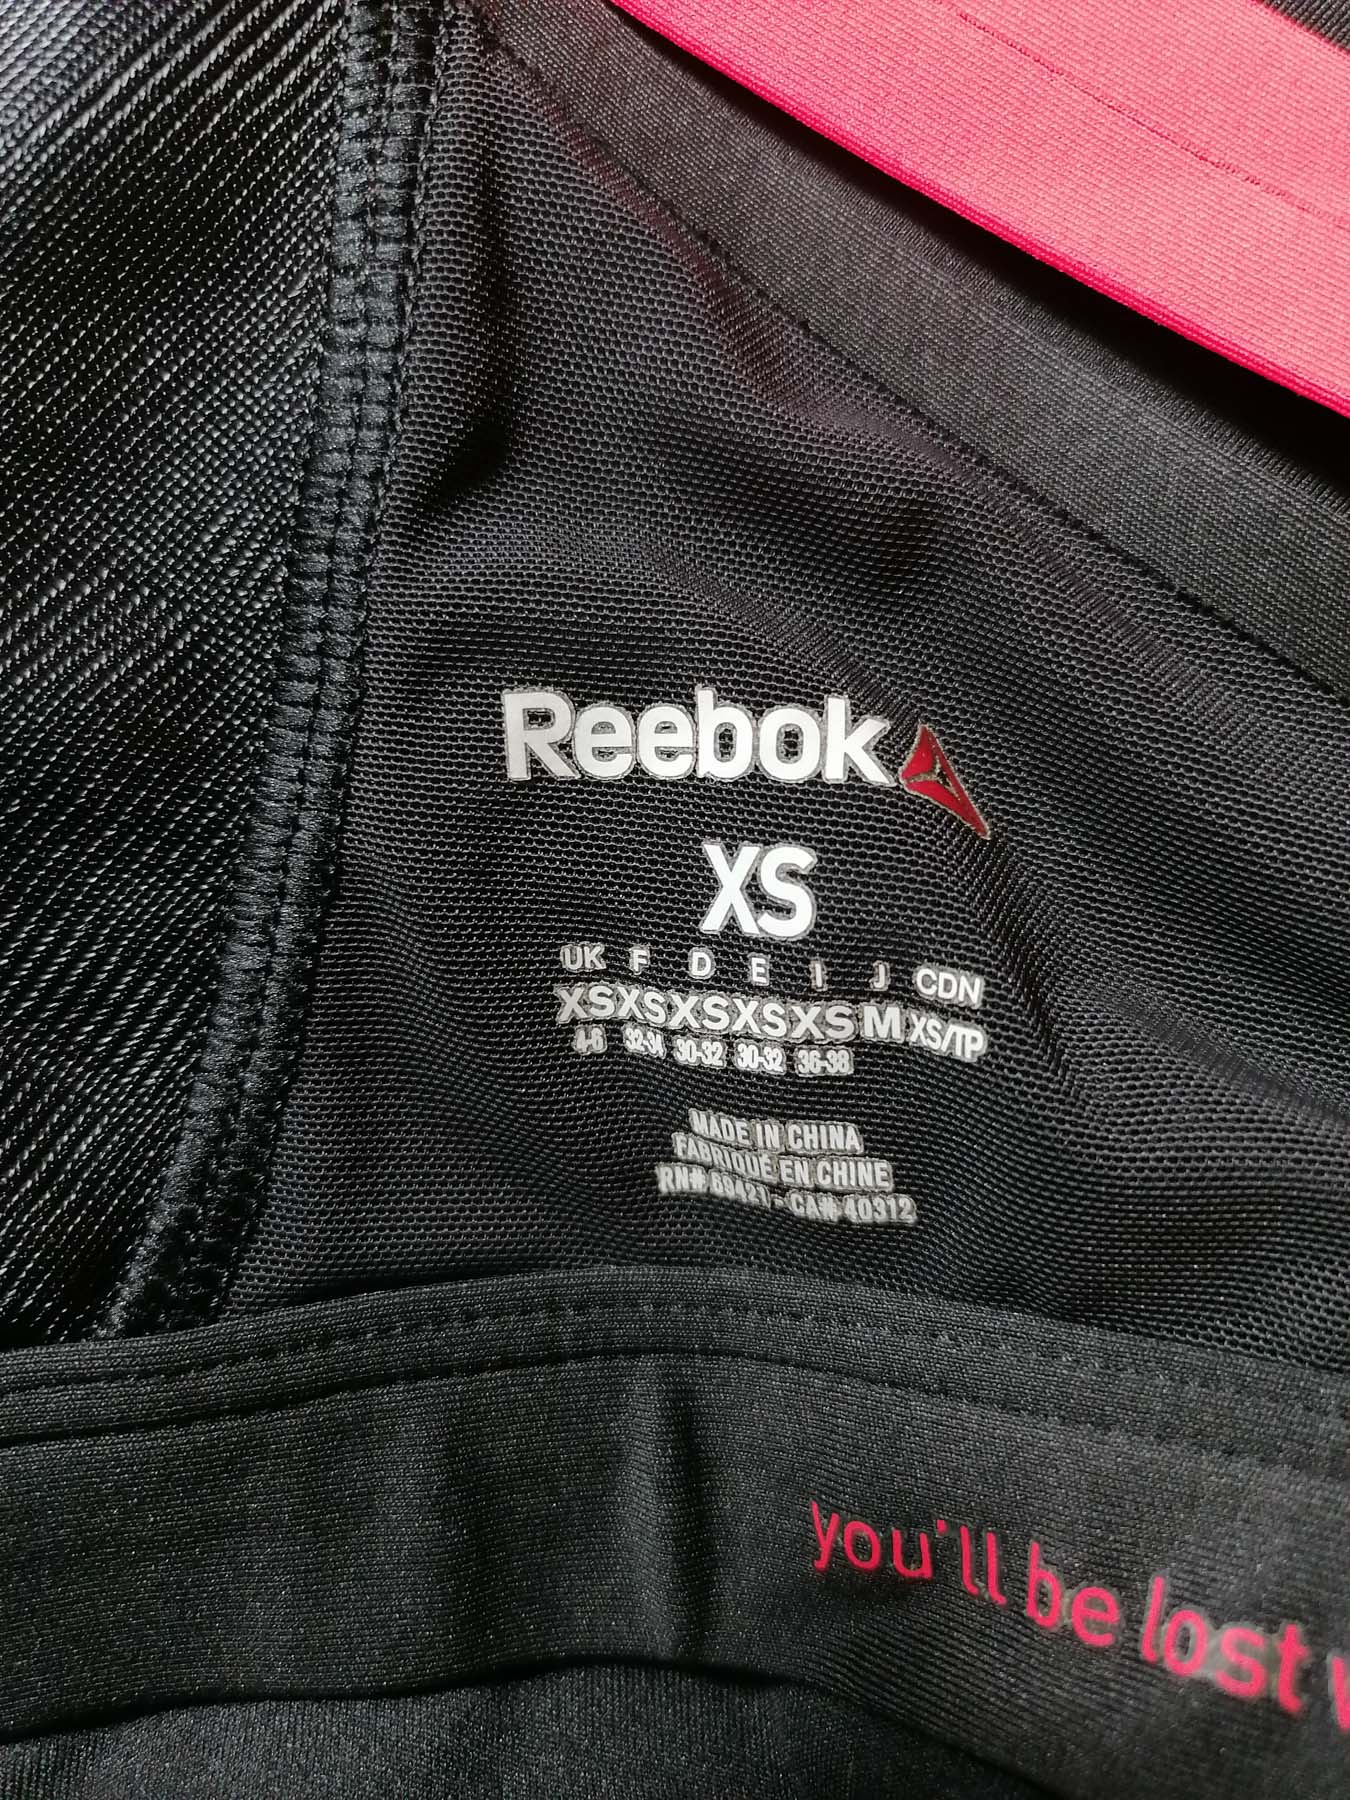 Reebok
XS
UK F D E I J CDN
XS XS XS XS XS M XS/TP
4-6 32-34 30-32 30-32 36-38
MADE IN CHINA
FABRIQUÉ EN CHINE
RN# 68421 - CA# 40312
you'll be lost